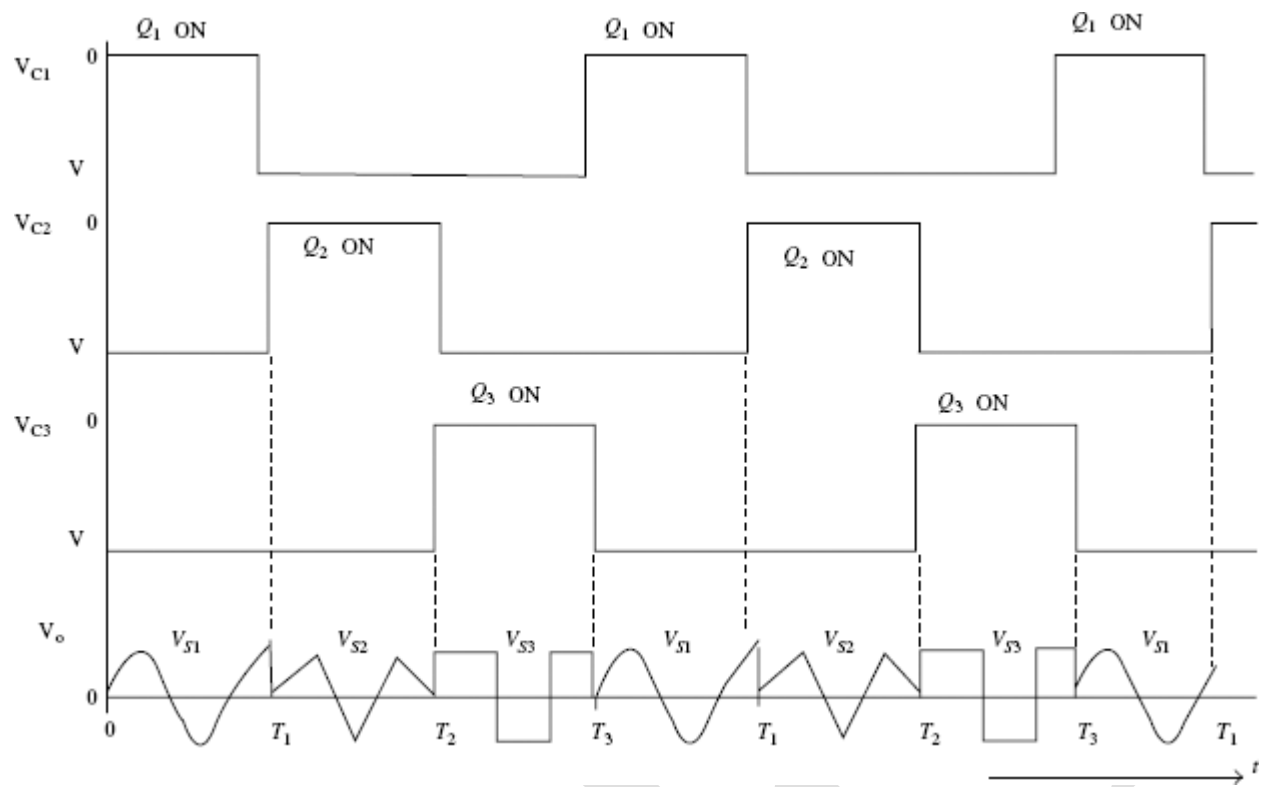 Q1 ON Q1 ON Q1 ON
VC1 0
V
VC2 0
Q2 ON Q2 ON
V
Q3 ON Q3 ON
VC3 0
V
Vo VS1 VS2 VS3 VS1 VS2 VS3 VS1
0
0 T1 T2 T3 T1 T2 T3 T1
t